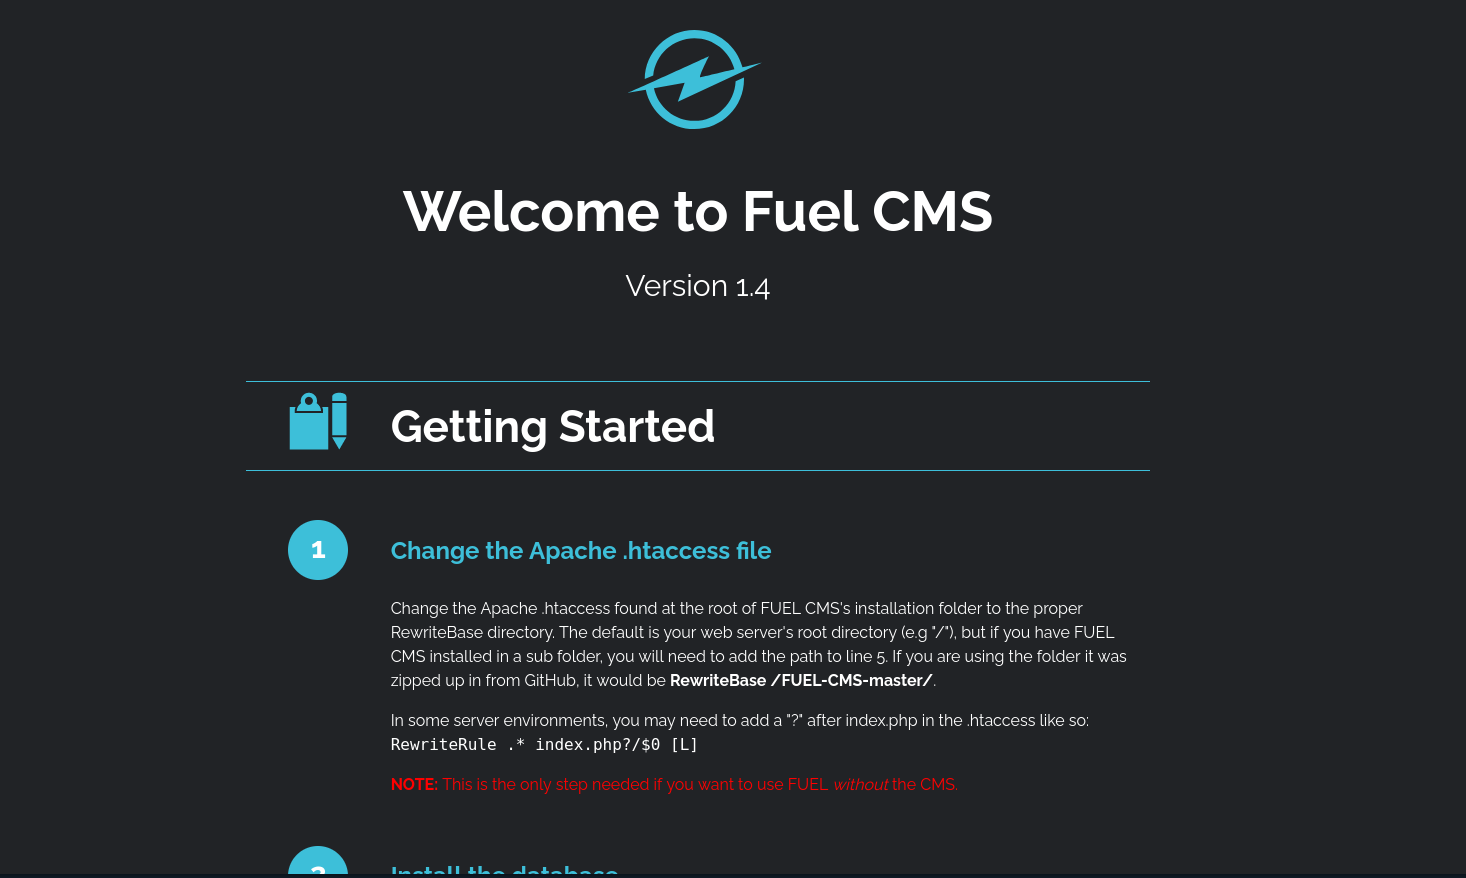 Welcome to Fuel CMS
Version 1.4
Getting Started
1
Change the Apache .htaccess file
Change the Apache .htaccess found at the root of FUEL CMS's installation folder to the proper
RewriteBase directory. The default is your web server's root directory (e.g "/"), but if you have FUEL
CMS installed in a sub folder, you will need to add the path to line 5. If you are using the folder it was
zipped up in from GitHub, it would be RewriteBase /FUEL-CMS-master/.
In some server environments, you may need to add a "?" after index.php in the .htaccess like so:
RewriteRule .* index.php?/$0 [L]
NOTE: This is the only step needed if you want to use FUEL without the CMS.
2
Install the database